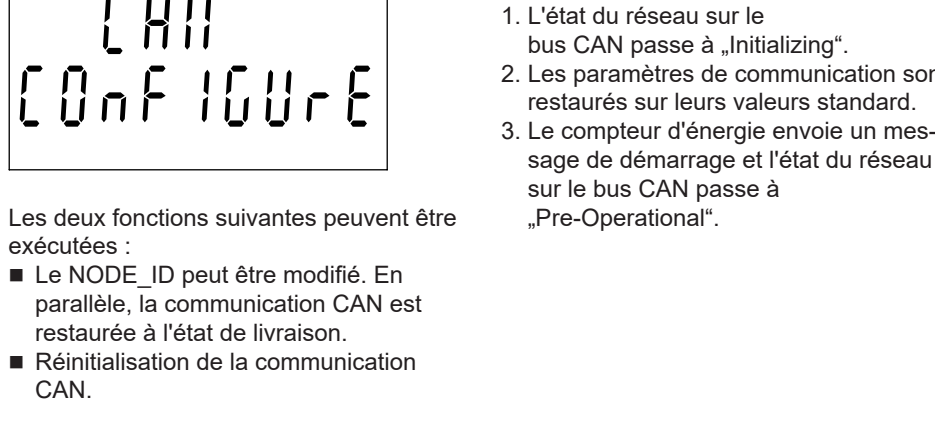 CAN
COnFIGUrE
Les deux fonctions suivantes peuvent être
exécutées :
■ Le NODE_ID peut être modifié. En
parallèle, la communication CAN est
restaurée à l'état de livraison.
■ Réinitialisation de la communication
CAN.
1. L'état du réseau sur le
bus CAN passe à „Initializing“.
2. Les paramètres de communication
restaurés sur leurs valeurs standard.
3. Le compteur d'énergie envoie un mes-
sage de démarrage et l'état du réseau
sur le bus CAN passe à
„Pre-Operational“.